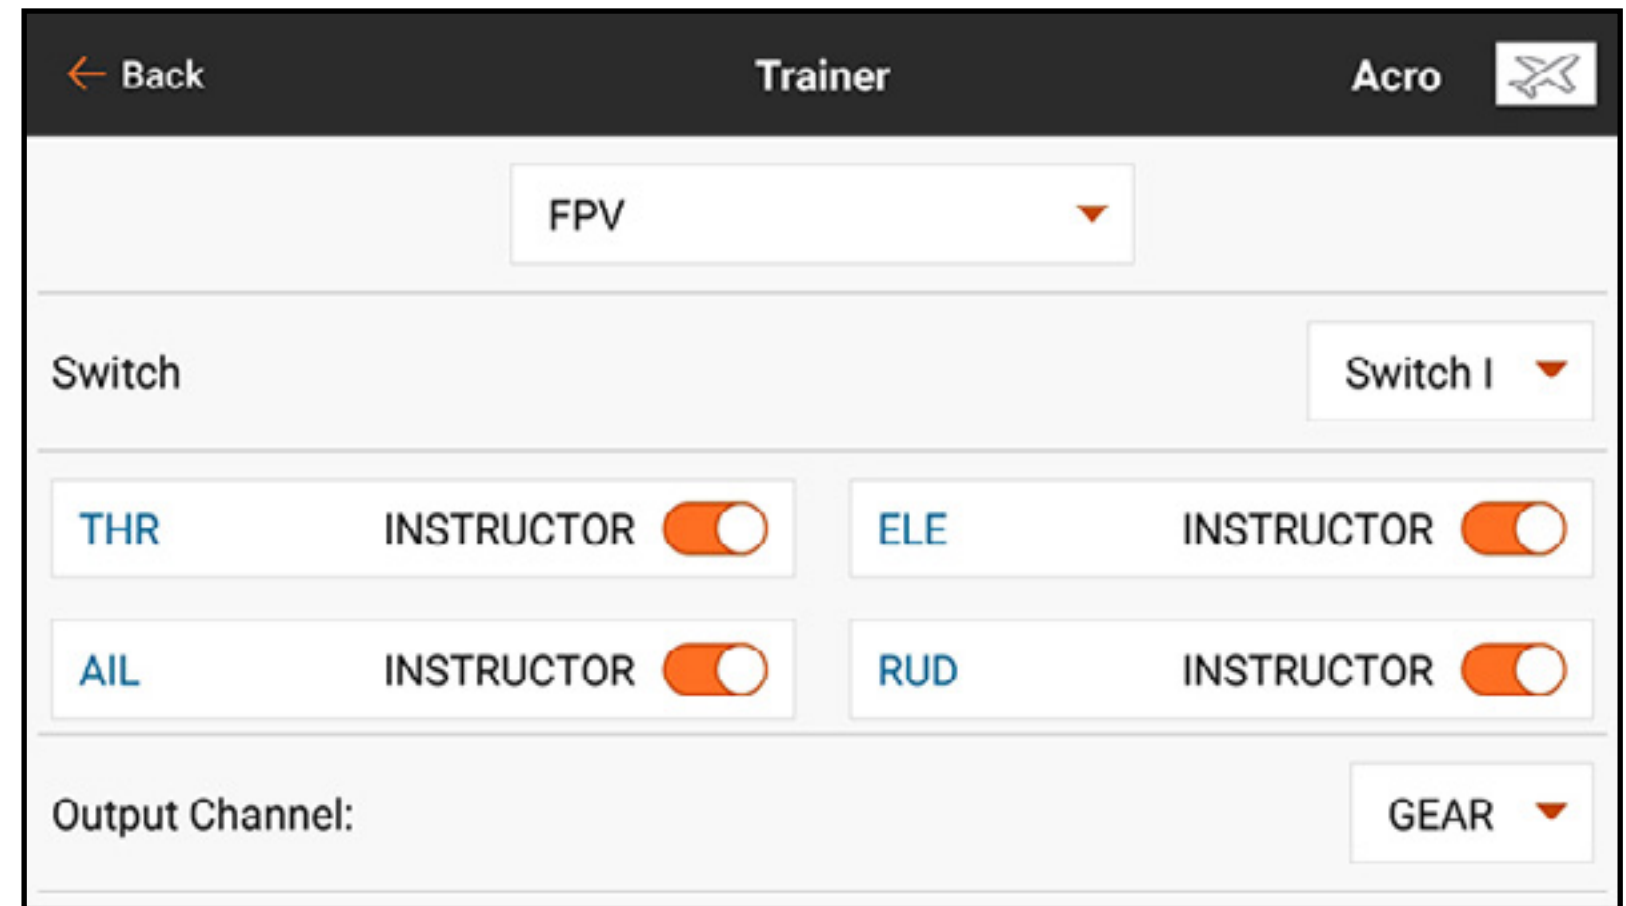 Back Trainer Acro
FPV
Switch Switch I
THR INSTRUCTOR ELE INSTRUCTOR
AIL INSTRUCTOR RUD INSTRUCTOR
Output Channel: GEAR